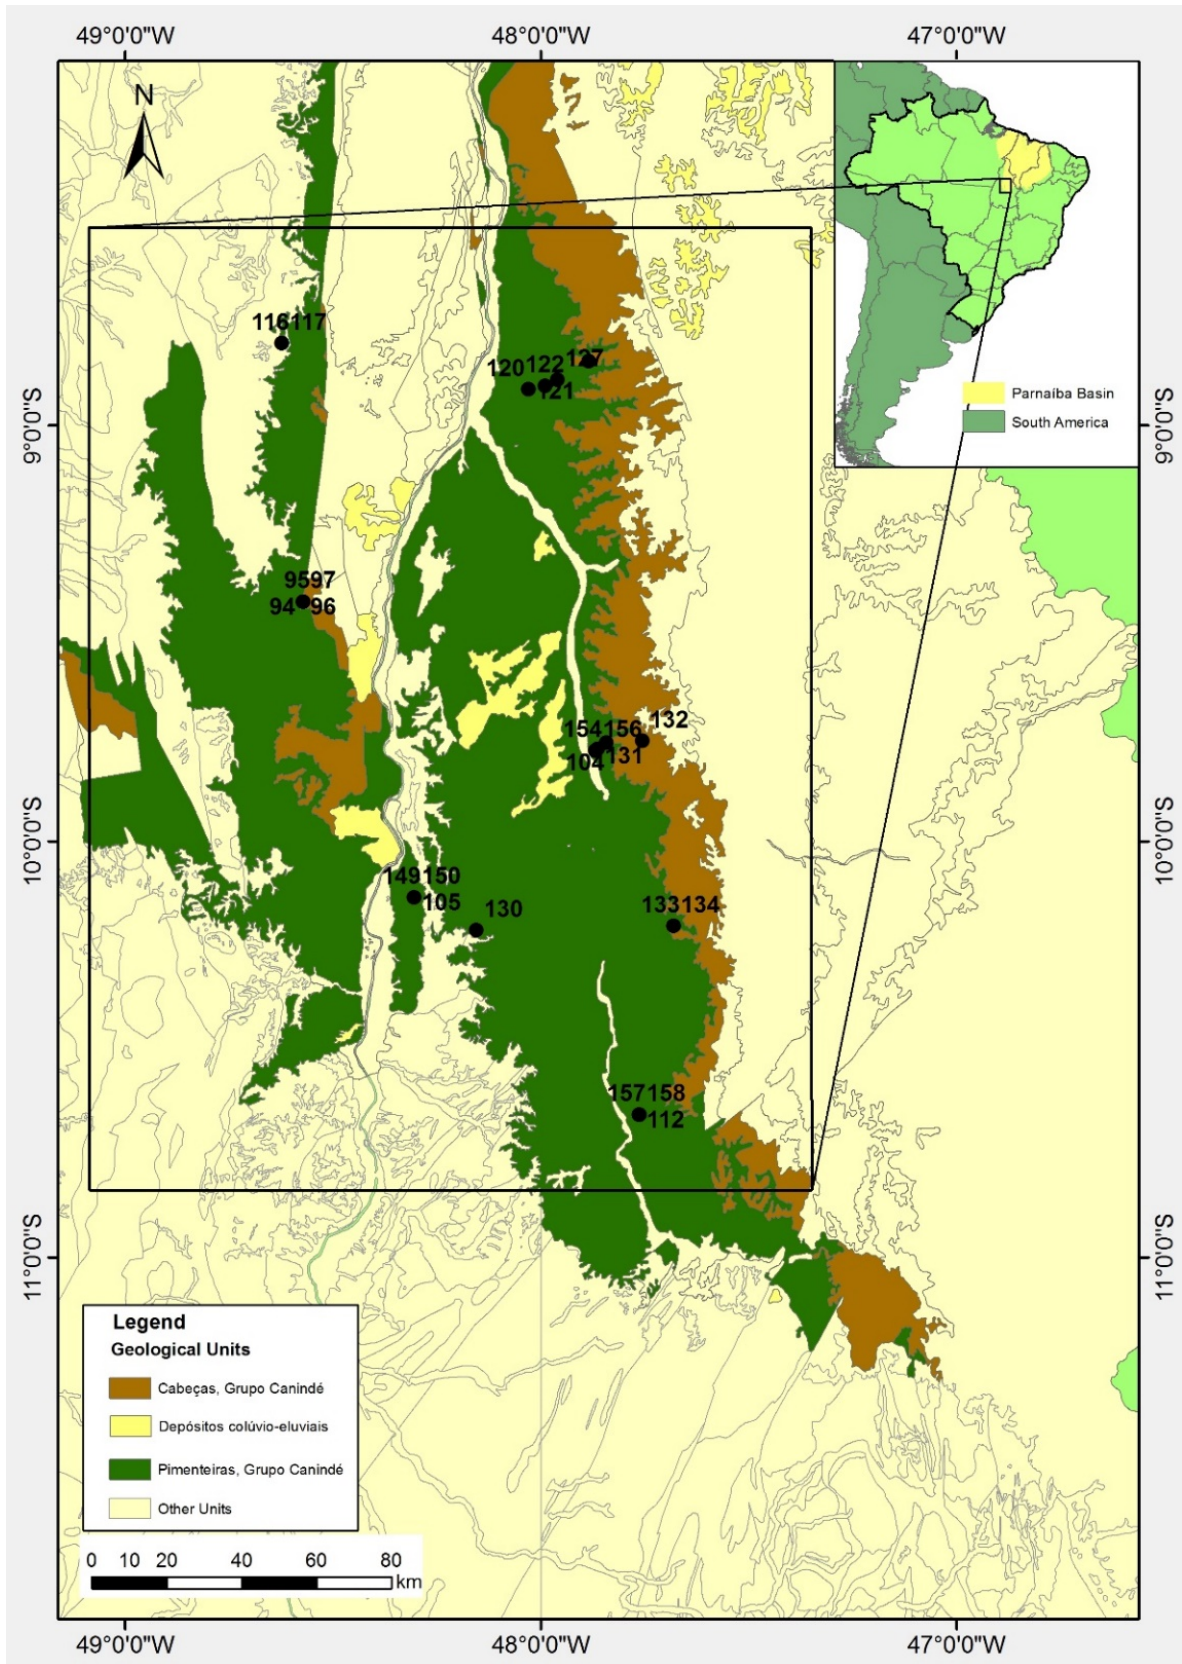 49°0'0"W 48°0'0"W 47°0'0"W
N
116117
120 122 127
121
Parnaíba Basin
South America
9°0'0"S 9°0'0"S
9597
94 96
132
154156
104 131
10°0'0"S 10°0'0"S
149150
105
130
133134
157158
112
11°0'0"S 11°0'0"S
Legend
Geological Units
Cabeças, Grupo Canindé
Depósitos colúvio-eluviais
Pimenteiras, Grupo Canindé
Other Units
0 10 20 40 60 80
km
49°0'0"W 48°0'0"W 47°0'0"W